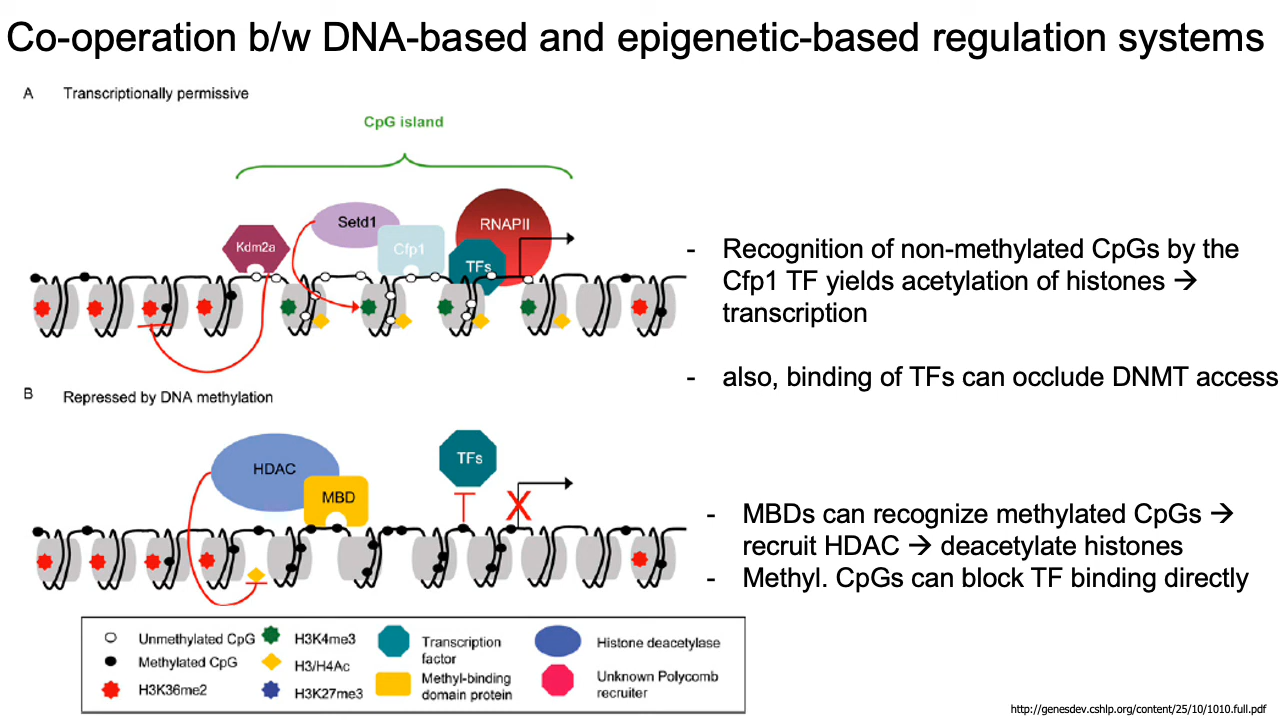 Co-operation b/w DNA-based and epigenetic-based regulation systems
A Transcriptionally permissive
CpG island
Setd1
RNAPII
Kdm2a
Cfp1
TFs
- Recognition of non-methylated CpGs by the
Cfp1 TF yields acetylation of histones →
transcription
- also, binding of TFs can occlude DNMT access
B Repressed by DNA methylation
HDAC
TFs
MBD
X
- MBDs can recognize methylated CpGs →
recruit HDAC → deacetylate histones
- Methyl. CpGs can block TF binding directly
Unmethylated CpG
Methylated CpG
H3K36me2
H3K4me3
H3/H4Ac
H3K27me3
Transcription
factor
Methyl-binding
domain protein
Histone deacetylase
Unknown Polycomb
recruiter
http://genesdev.cshlp.org/content/25/10/1010.full.pdf